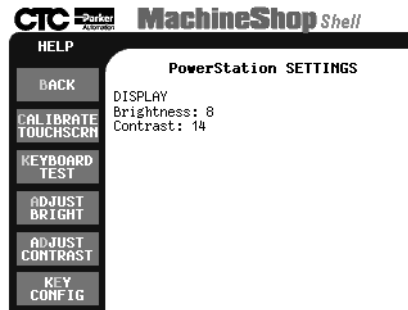 CTC Parker Automation MachineShop Shell
HELP
PowerStation SETTINGS
BACK
DISPLAY
Brightness: 8
Contrast: 14
CALIBRATE
TOUCHSCRN
KEYBOARD
TEST
ADJUST
BRIGHT
ADJUST
CONTRAST
KEY
CONFIG